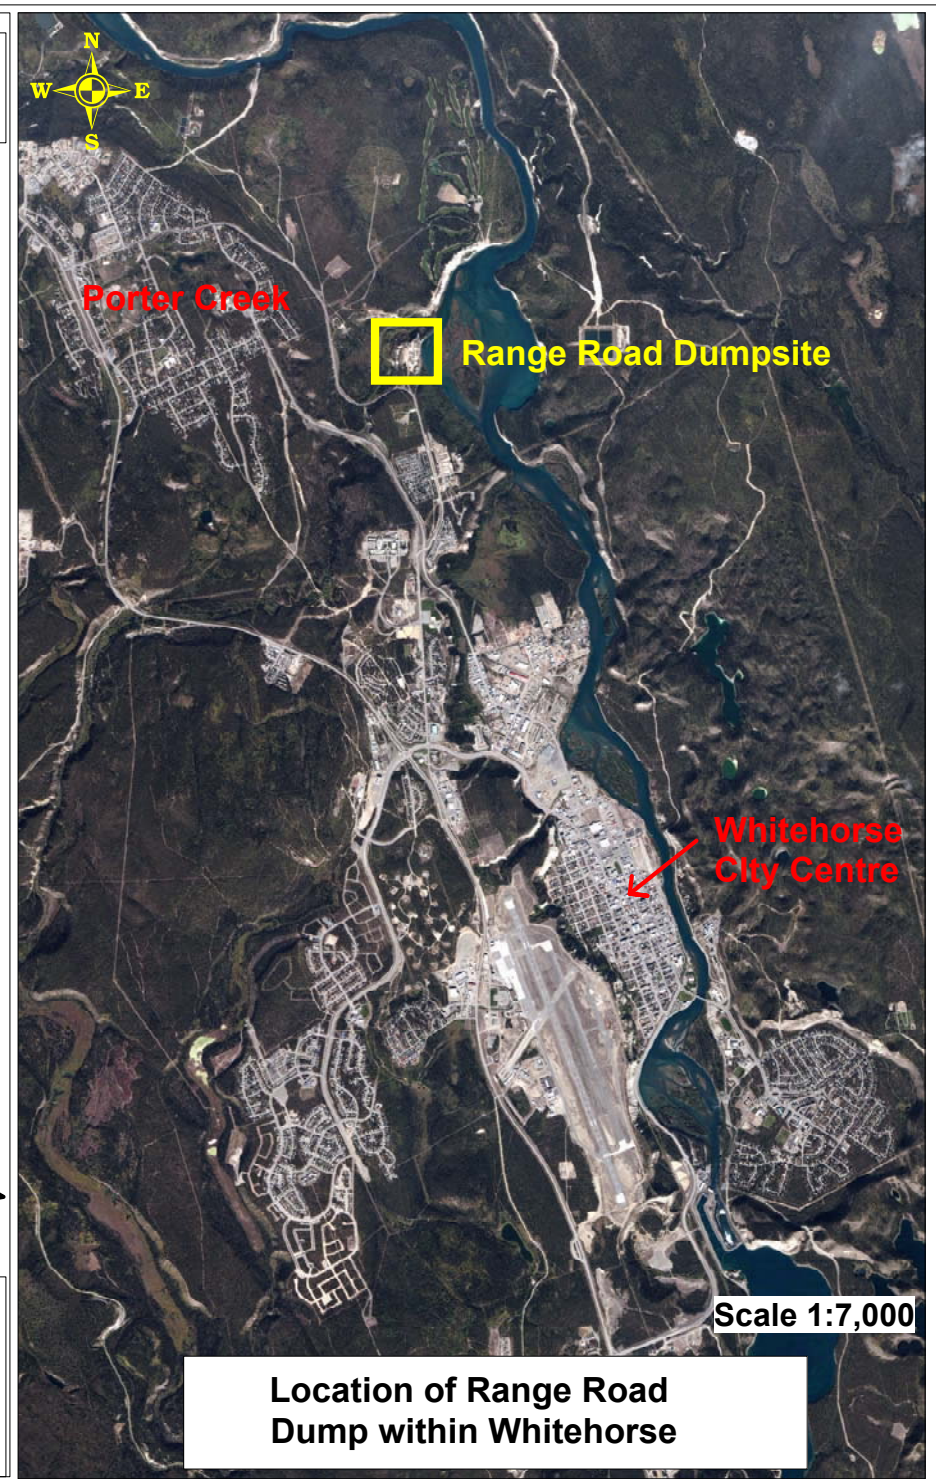 N
W E
S
Porter Creek
Range Road Dumpsite
Whitehorse
CIty Centre
Scale 1:7,000
Location of Range Road
Dump within Whitehorse